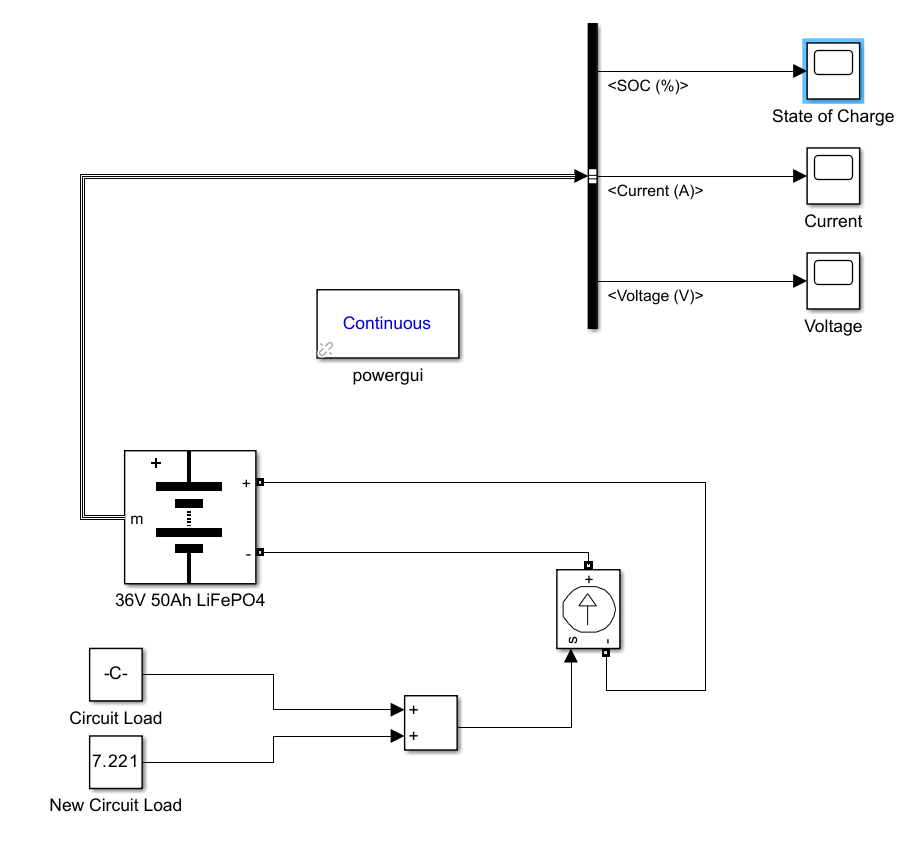 <SOC (%)>
State of Charge
<Current (A)>
Current
<Voltage (V)>
Voltage
Continuous
powergui
+
+
m
-
36V 50Ah LiFePO4
+
s
-
-C-
Circuit Load
+
+
7.221
New Circuit Load